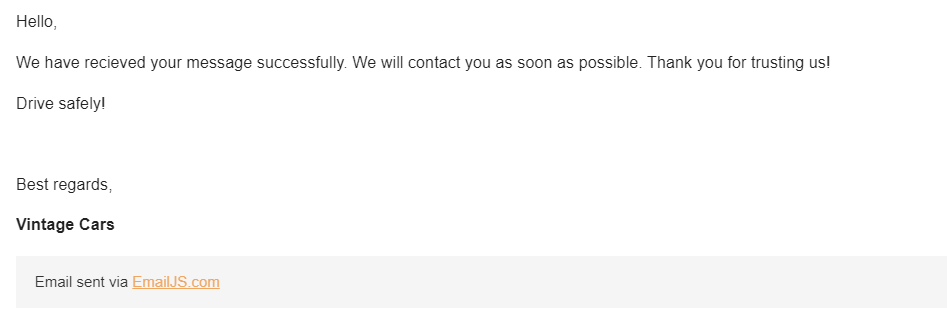 Hello,
We have recieved your message successfully. We will contact you as soon as possible. Thank you for trusting us!
Drive safely!
Best regards,
Vintage Cars
Email sent via EmailJS.com